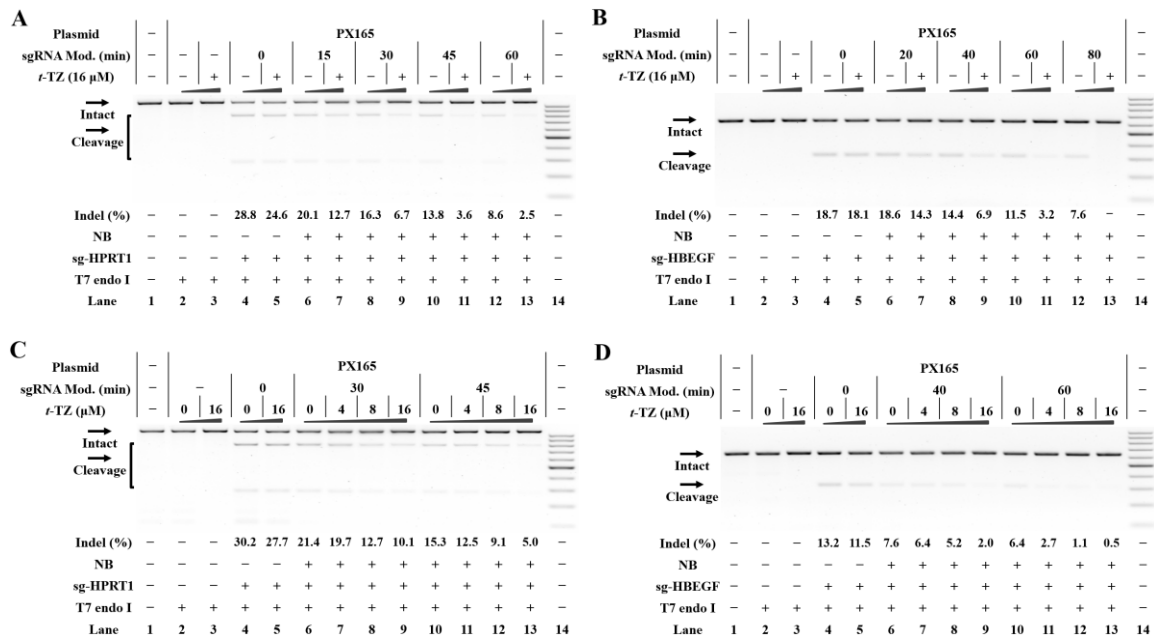 A
Plasmid – – PX165 –
sgRNA Mod. (min) – – 0 15 30 45 60 –
t-TZ (16 μM) – – + – + – + – + – + – + –
Intact
Cleavage
Indel (%) – – – 28.8 24.6 20.1 12.7 16.3 6.7 13.8 3.6 8.6 2.5 –
NB – – – – – + + + + + + + + –
sg-HPRT1 – – – + + + + + + + + + + –
T7 endo I – + + + + + + + + + + + + –
Lane 1 2 3 4 5 6 7 8 9 10 11 12 13 14
B
Plasmid – – PX165 –
sgRNA Mod. (min) – – 0 20 40 60 80 –
t-TZ (16 μM) – – + – + – + – + – + – + –
Intact
Cleavage
Indel (%) – – – 18.7 18.1 18.6 14.3 14.4 6.9 11.5 3.2 7.6 – –
NB – – – – – + + + + + + + + –
sg-HBEGF – – – + + + + + + + + + + –
T7 endo I – + + + + + + + + + + + + –
Lane 1 2 3 4 5 6 7 8 9 10 11 12 13 14
C
Plasmid – PX165 –
sgRNA Mod. (min) – – 0 30 45 –
t-TZ (μM) – 0 16 0 16 0 4 8 16 0 4 8 16 –
Intact
Cleavage
Indel (%) – – – 30.2 27.7 21.4 19.7 12.7 10.1 15.3 12.5 9.1 5.0 –
NB – – – – – + + + + + + + + –
sg-HPRT1 – – – + + + + + + + + + + –
T7 endo I – + + + + + + + + + + + + –
Lane 1 2 3 4 5 6 7 8 9 10 11 12 13 14
D
Plasmid – PX165 –
sgRNA Mod. (min) – – 0 40 60 –
t-TZ (μM) – 0 16 0 16 0 4 8 16 0 4 8 16 –
Intact
Cleavage
Indel (%) – – – 13.2 11.5 7.6 6.4 5.2 2.0 6.4 2.7 1.1 0.5 –
NB – – – – – + + + + + + + + –
sg-HBEGF – – – + + + + + + + + + + –
T7 endo I – + + + + + + + + + + + + –
Lane 1 2 3 4 5 6 7 8 9 10 11 12 13 14